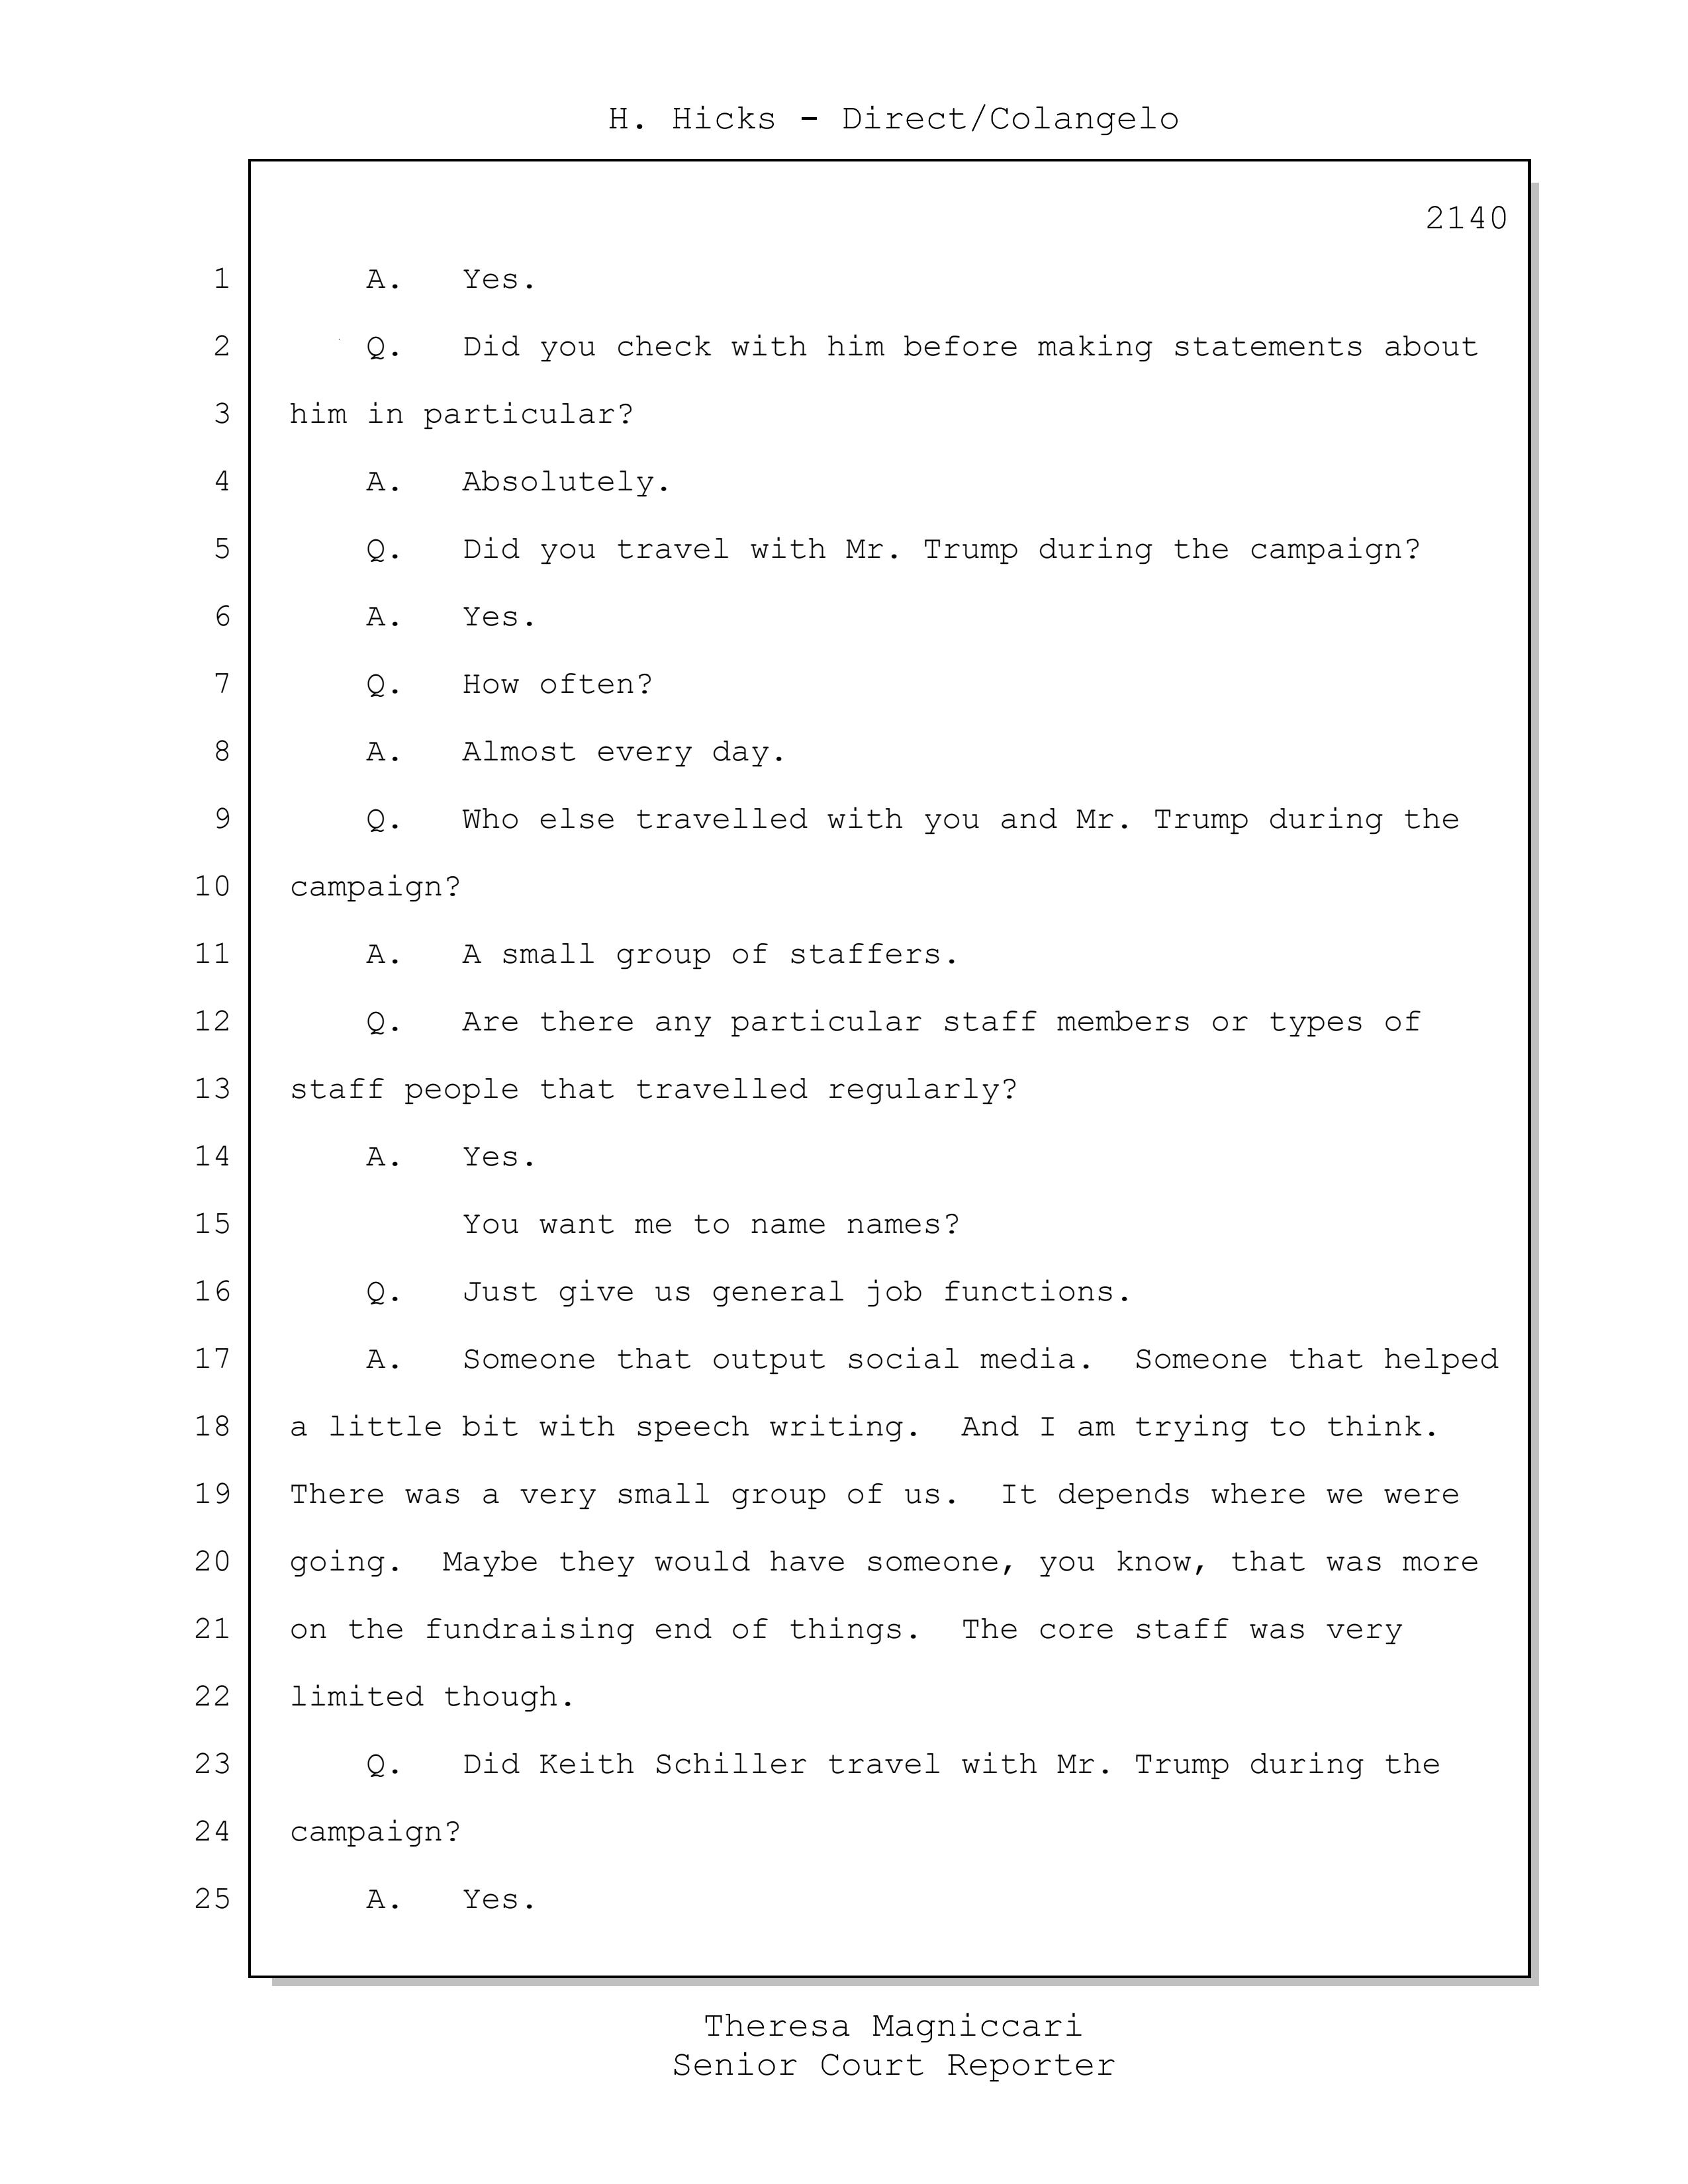 H. Hicks - Direct/Colangelo
2140
1 A. Yes.
2 Q. Did you check with him before making statements about
3 him in particular?
4 A. Absolutely.
5 Q. Did you travel with Mr. Trump during the campaign?
6 A. Yes.
7 Q. How often?
8 A. Almost every day.
9 Q. Who else travelled with you and Mr. Trump during the
10 campaign?
11 A. A small group of staffers.
12 Q. Are there any particular staff members or types of
13 staff people that travelled regularly?
14 A. Yes.
15 You want me to name names?
16 Q. Just give us general job functions.
17 A. Someone that output social media. Someone that helped
18 a little bit with speech writing. And I am trying to think.
19 There was a very small group of us. It depends where we were
20 going. Maybe they would have someone, you know, that was more
21 on the fundraising end of things. The core staff was very
22 limited though.
23 Q. Did Keith Schiller travel with Mr. Trump during the
24 campaign?
25 A. Yes.
Theresa Magniccari
Senior Court Reporter